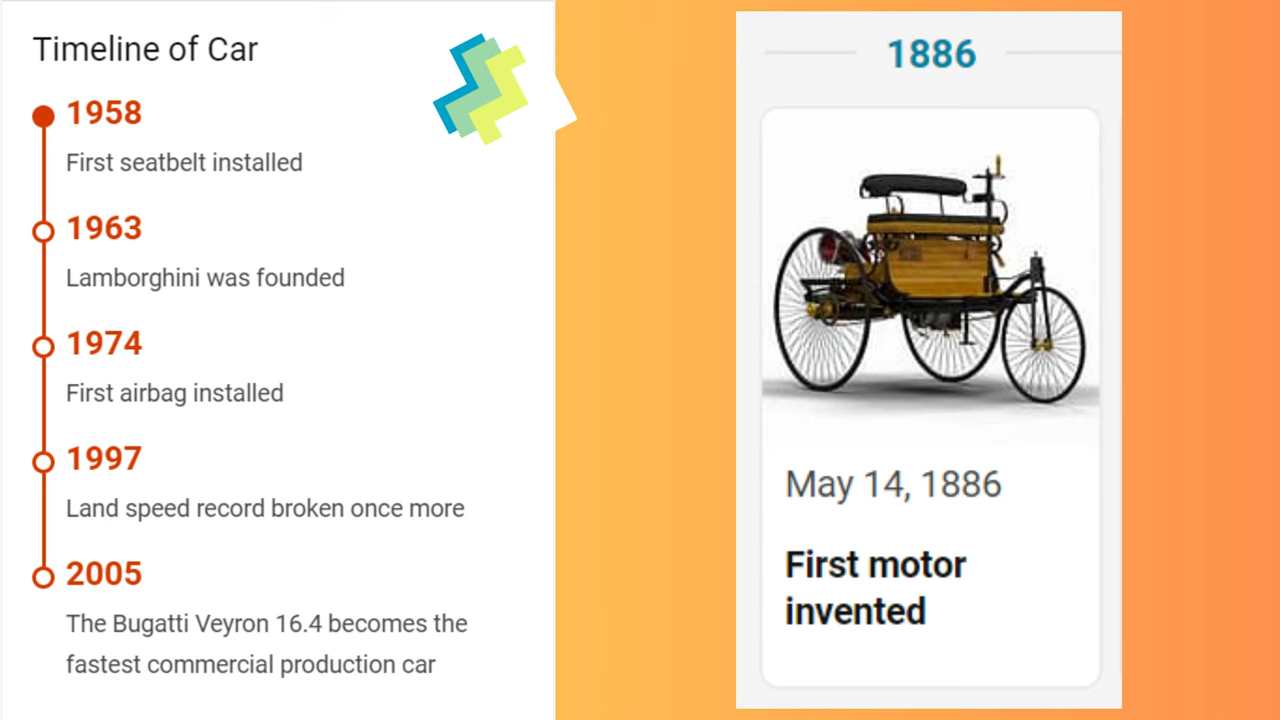 Timeline of Car
1958
First seatbelt installed
1963
Lamborghini was founded
1974
First airbag installed
1997
Land speed record broken once more
2005
The Bugatti Veyron 16.4 becomes the
fastest commercial production car
1886
May 14, 1886
First motor
invented